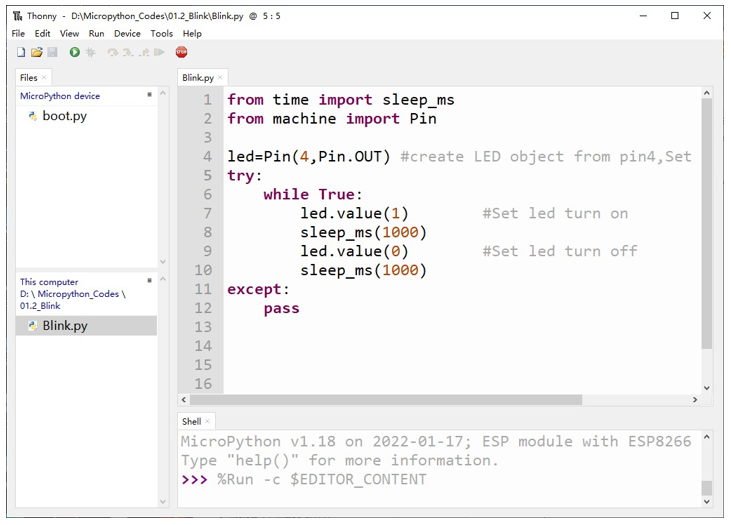 Thonny - D:\Micropython_Codes\01.2_Blink\Blink.py @ 5 : 5
File Edit View Run Device Tools Help
STOP
Files ×
MicroPython device
boot.py
This computer
D: \ Micropython_Codes \
01.2_Blink
Blink.py
Blink.py ×
1 from time import sleep_ms
2 from machine import Pin
3
4 led=Pin(4,Pin.OUT) #create LED object from pin4,Set
5 try:
6     while True:
7         led.value(1)        #Set led turn on
8         sleep_ms(1000)
9         led.value(0)        #Set led turn off
10         sleep_ms(1000)
11 except:
12     pass
13
14
15
16
Shell ×
MicroPython v1.18 on 2022-01-17; ESP module with ESP8266
Type "help()" for more information.
>>> %Run -c $EDITOR_CONTENT